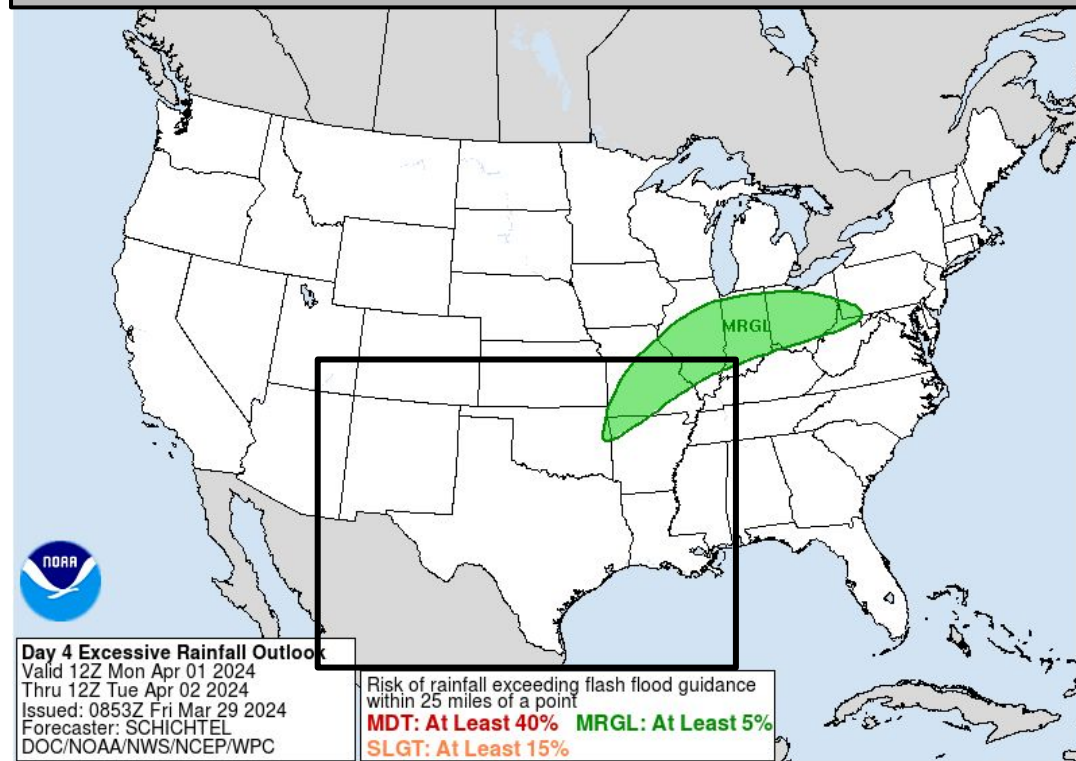 MRGL
NOAA
Day 4 Excessive Rainfall Outlook
Valid 12Z Mon Apr 01 2024
Thru 12Z Tue Apr 02 2024
Issued: 0853Z Fri Mar 29 2024
Forecaster: SCHICHTEL
DOC/NOAA/NWS/NCEP/WPC
Risk of rainfall exceeding flash flood guidance
within 25 miles of a point
MDT: At Least 40% MRGL: At Least 5%
SLGT: At Least 15%